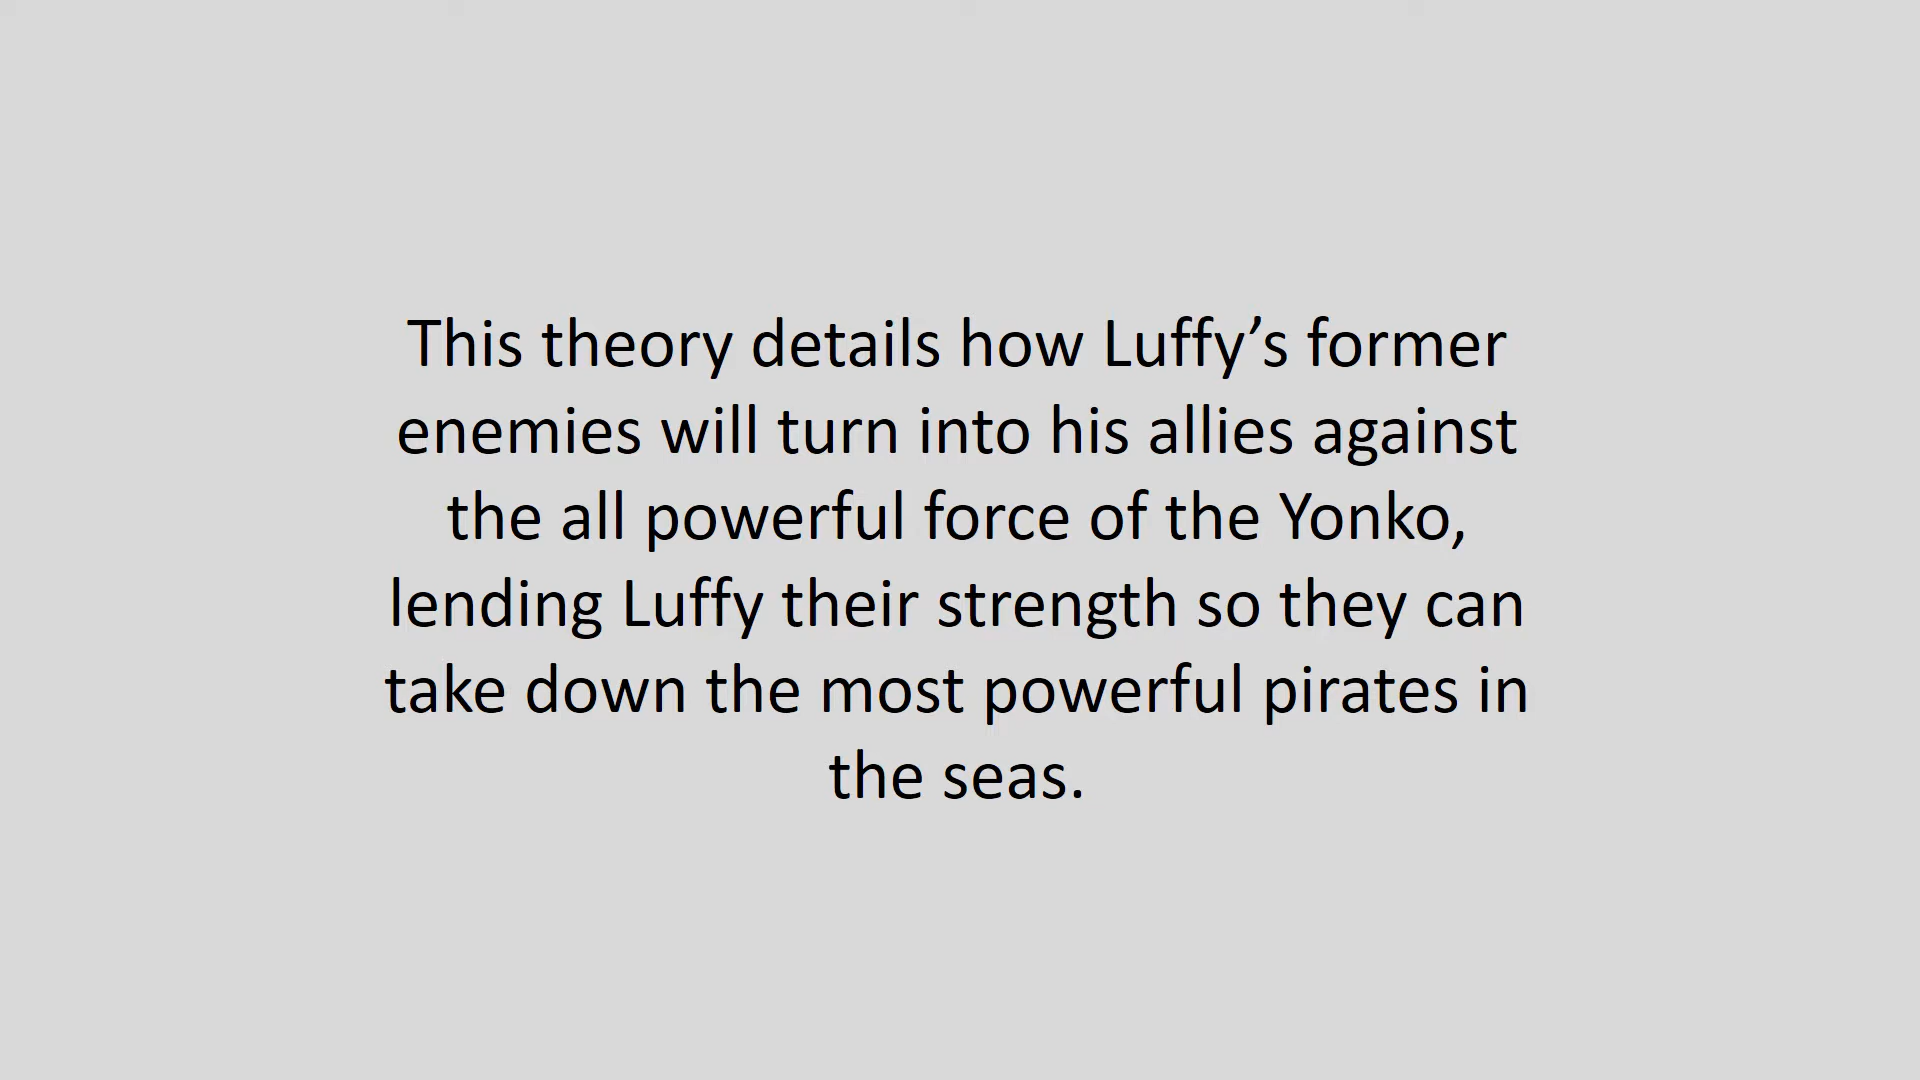 This theory details how Luffy’s former
enemies will turn into his allies against
the all powerful force of the Yonko,
lending Luffy their strength so they can
take down the most powerful pirates in
the seas.